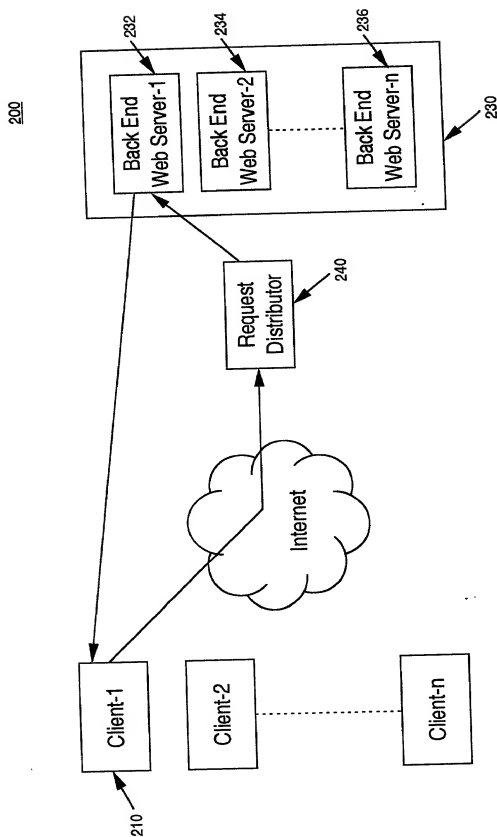 200
Client-1
210
Client-2
Client-n
Internet
Request
Distributor
240
Back End
Web Server-1
232
Back End
Web Server-2
234
Back End
Web Server-n
236
230